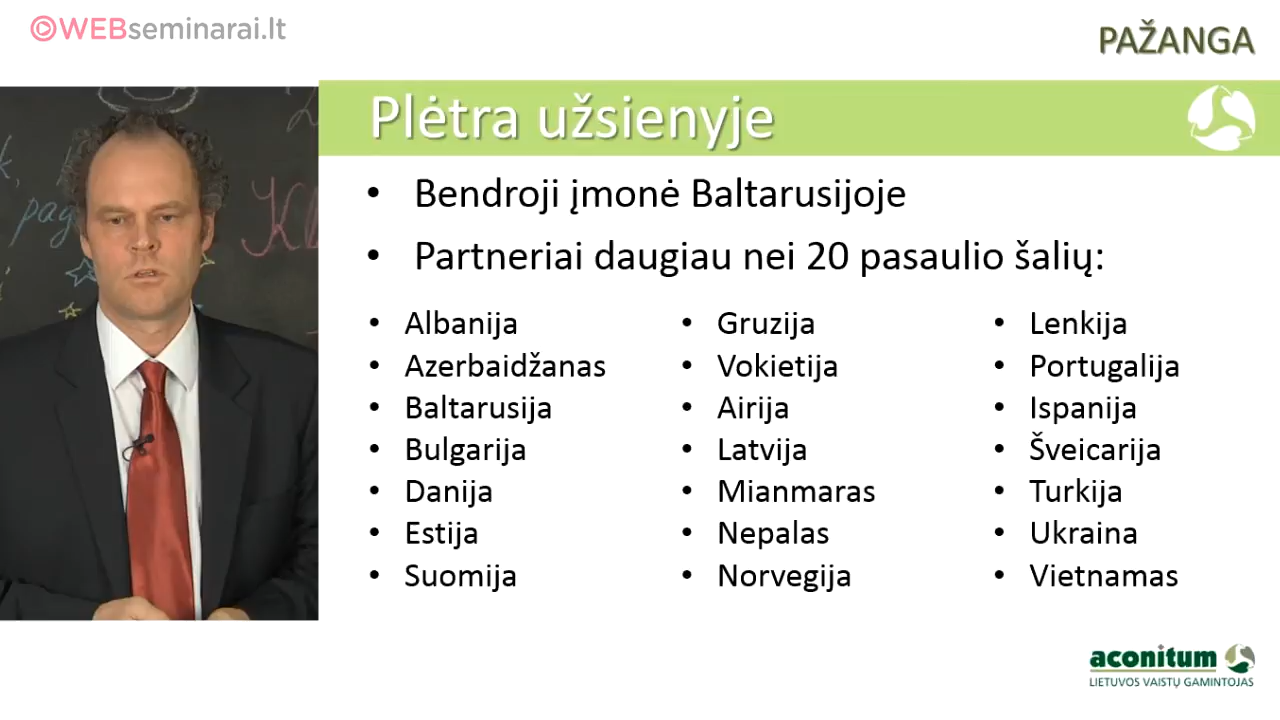 WEBseminarai.lt
PAŽANGA
Plėtra užsienyje
• Bendroji įmonė Baltarusijoje
• Partneriai daugiau nei 20 pasaulio šalių:
• Albanija
• Azerbaidžanas
• Baltarusija
• Bulgarija
• Danija
• Estija
• Suomija
• Gruzija
• Vokietija
• Airija
• Latvija
• Mianmaras
• Nepalas
• Norvegija
• Lenkija
• Portugalija
• Ispanija
• Šveicarija
• Turkija
• Ukraina
• Vietnamas
aconitum
LIETUVOS VAISTŲ GAMINTOJAS